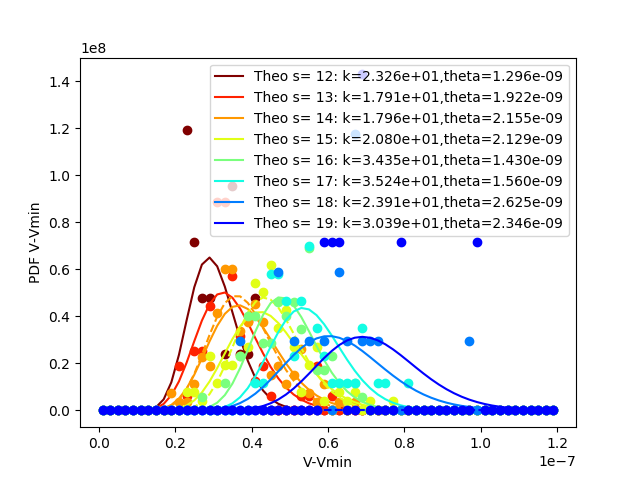 1e8
Theo s= 12: k=2.326e+01,theta=1.296e-09
Theo s= 13: k=1.791e+01,theta=1.922e-09
Theo s= 14: k=1.796e+01,theta=2.155e-09
Theo s= 15: k=2.080e+01,theta=2.129e-09
Theo s= 16: k=3.435e+01,theta=1.430e-09
Theo s= 17: k=3.524e+01,theta=1.560e-09
Theo s= 18: k=2.391e+01,theta=2.625e-09
Theo s= 19: k=3.039e+01,theta=2.346e-09
1.4
1.2
1.0
0.8
0.6
0.4
0.2
0.0
PDF V-Vmin
0.0 0.2 0.4 0.6 0.8 1.0 1.2
V-Vmin
1e−7